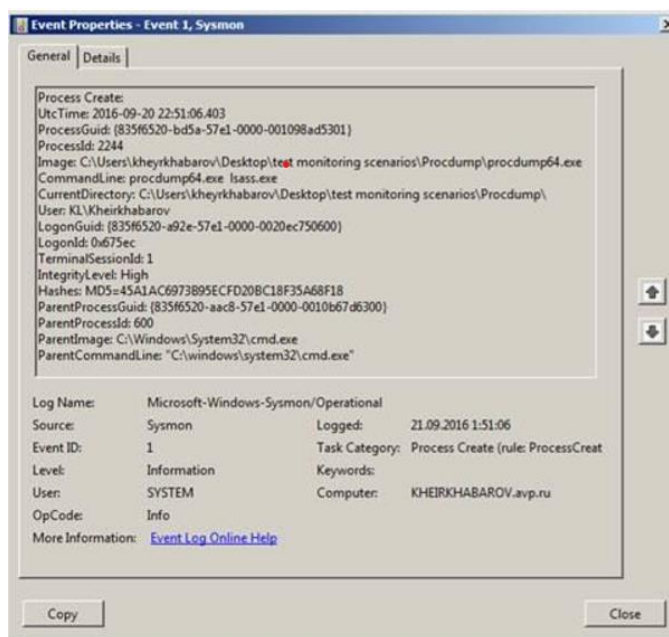 Event Properties - Event 1, Sysmon
General Details
Process Create:
UtcTime: 2016-09-20 22:51:06.403
ProcessGuid: {835f6520-bd5a-57e1-0000-001098ad5301}
ProcessId: 2244
Image: C:\Users\kheyrkhabarov\Desktop\test monitoring scenarios\Procdump\procdump64.exe
CommandLine: procdump64.exe lsass.exe
CurrentDirectory: C:\Users\kheyrkhabarov\Desktop\test monitoring scenarios\Procdump\
User: KL\Kheirkhabarov
LogonGuid: {835f6520-a92e-57e1-0000-0020ec750600}
LogonId: 0x675ec
TerminalSessionId: 1
IntegrityLevel: High
Hashes: MD5=45A1AC6973B95ECFD20BC18F35A68F18
ParentProcessGuid: {835f6520-aac8-57e1-0000-0010b67d6300}
ParentProcessId: 600
ParentImage: C:\Windows\System32\cmd.exe
ParentCommandLine: "C:\windows\system32\cmd.exe"
Log Name: Microsoft-Windows-Sysmon/Operational
Source: Sysmon Logged: 21.09.2016 1:51:06
Event ID: 1 Task Category: Process Create (rule: ProcessCreat
Level: Information Keywords:
User: SYSTEM Computer: KHEIRKHABAROV.avp.ru
OpCode: Info
More Information: Event Log Online Help
Copy Close